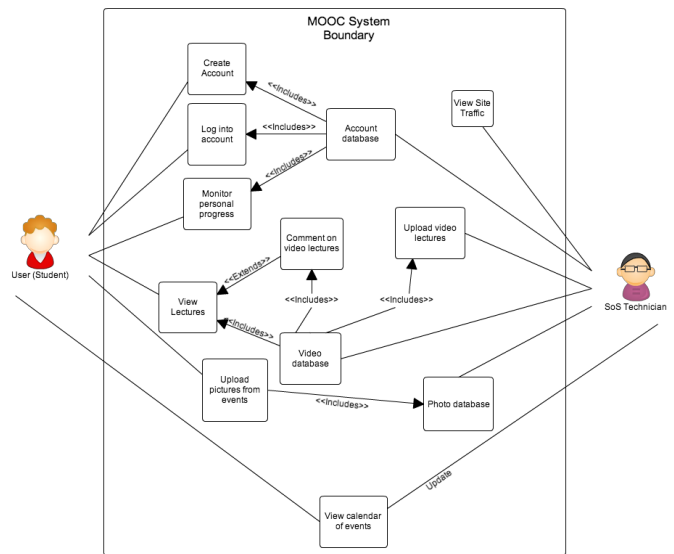 MOOC System
Boundary
Create
Account
<<Includes>>
View Site
Traffic
Log into
account
<<Includes>>
Account
database
<<Includes>>
Monitor
personal
progress
Comment on
video lectures
Upload video
lectures
User (Student)
<<Extends>>
SoS Technician
View
Lectures
<<Includes>>
<<Includes>>
<<Includes>>
Video
database
Upload
pictures from
events
<<Includes>>
Photo database
Update
View calendar
of events